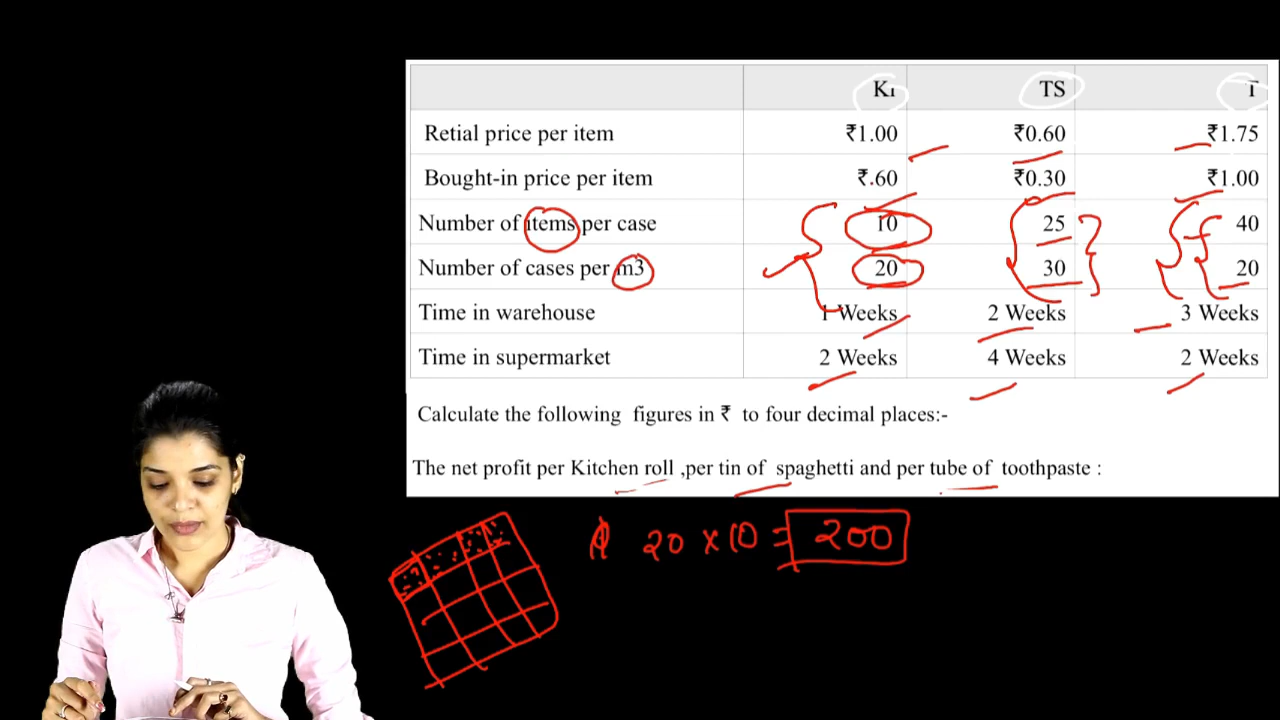 Ki TS T
Retial price per item ₹1.00 ₹0.60 ₹1.75
Bought-in price per item ₹.60 ₹0.30 ₹1.00
Number of items per case 10 25 40
Number of cases per m3 20 30 20
Time in warehouse 1 Weeks 2 Weeks 3 Weeks
Time in supermarket 2 Weeks 4 Weeks 2 Weeks
Calculate the following figures in ₹ to four decimal places:-
The net profit per Kitchen roll ,per tin of spaghetti and per tube of toothpaste :
20 × 10 = 200